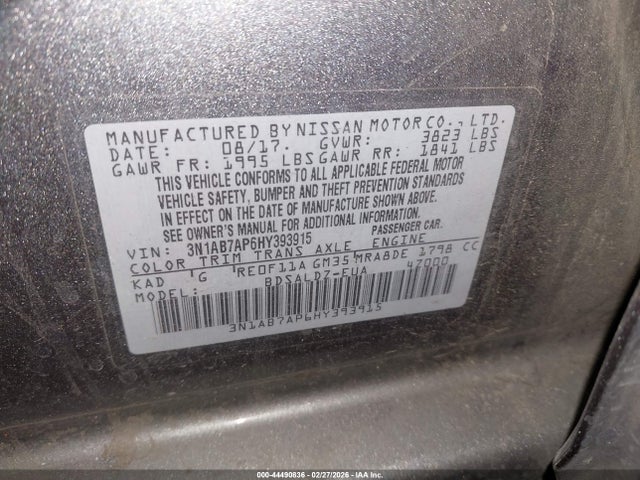 MANUFACTURED BY NISSAN MOTOR CO., LTD.
DATE: 08/17. GVWR: 3823 LBS
GAWR FR: 1995 LBS GAWR RR: 1841 LBS
THIS VEHICLE CONFORMS TO ALL APPLICABLE FEDERAL MOTOR
VEHICLE SAFETY, BUMPER AND THEFT PREVENTION STANDARDS
IN EFFECT ON THE DATE OF MANUFACTURE SHOWN ABOVE.
SEE OWNER'S MANUAL FOR ADDITIONAL INFORMATION.
VIN: 3N1AB7AP6HY393915 PASSENGER CAR.
COLOR TRIM TRANS AXLE ENGINE
KAD G RE0F11A GM35 MRA8DE 1798 CC
MODEL: BDSALDZ-EUA 47000
3N1AB7AP6HY393915
000-44490836 - 02/27/2026 - IAAI, Inc. Copyright